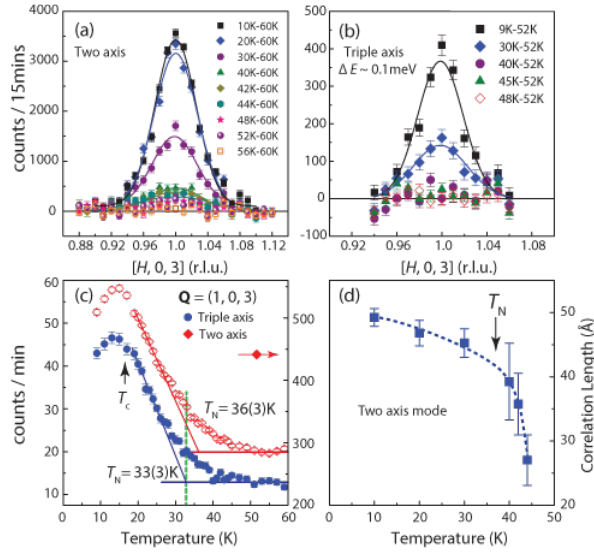 (a)
Two axis
10K-60K
20K-60K
30K-60K
40K-60K
42K-60K
44K-60K
48K-60K
52K-60K
56K-60K
counts / 15mins
4000
3000
2000
1000
0
0.88 0.92 0.96 1.00 1.04 1.08 1.12
[H, 0, 3] (r.l.u.)
(b)
Triple axis
Δ E ~ 0.1meV
9K-52K
30K-52K
40K-52K
45K-52K
48K-52K
500
400
300
200
100
0
-100
0.92 0.96 1.00 1.04 1.08
[H, 0, 3] (r.l.u.)
(c)
Q = (1, 0, 3)
Triple axis
Two axis
Tc
TN = 36(3)K
TN = 33(3)K
counts / min
60
50
40
30
20
10
500
400
300
200
0 10 20 30 40 50 60
Temperature (K)
(d)
TN
Two axis mode
Correlation Length (Å)
50
40
30
20
0 10 20 30 40 50
Temperature (K)